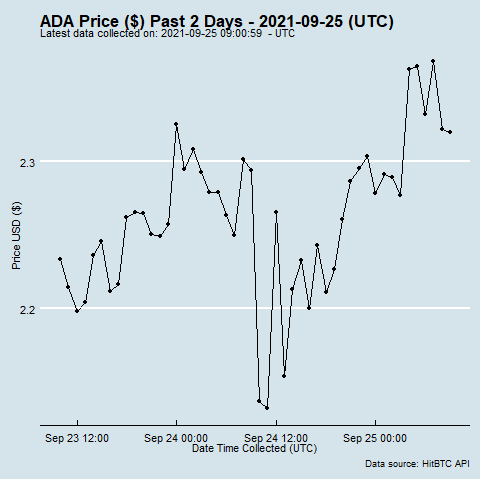 ADA Price ($) Past 2 Days - 2021-09-25 (UTC)
Latest data collected on: 2021-09-25 09:00:59 - UTC
2.3
Price USD ($)
2.2
Sep 23 12:00 Sep 24 00:00 Sep 24 12:00 Sep 25 00:00
Date Time Collected (UTC)
Data source: HitBTC API